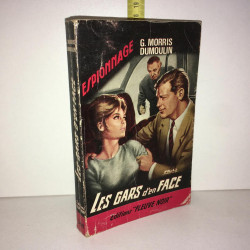 ESPIONNAGE
G. MORRIS
DUMOULIN
LES GARS d'en FACE
éditions "FLEUVE NOIR"